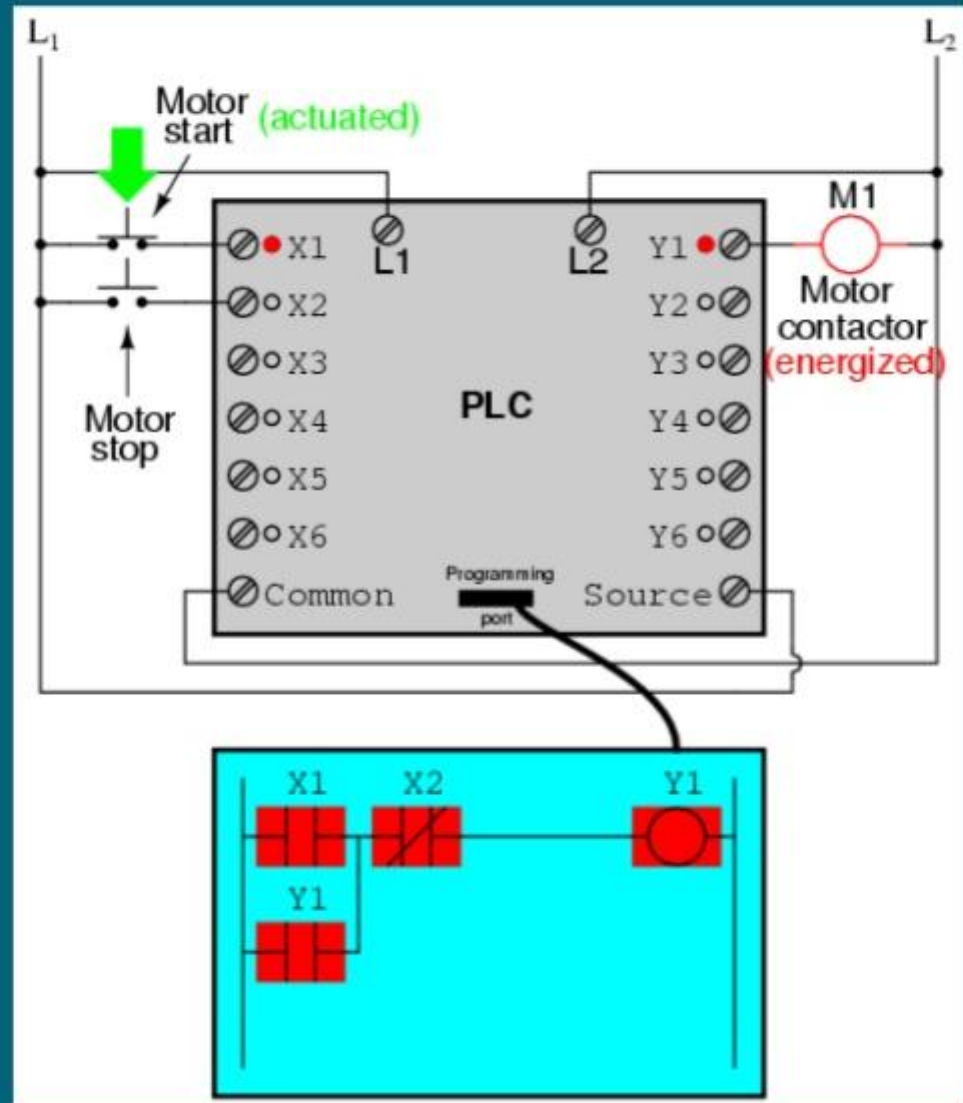 L1
L2
Motor
start
(actuated)
M1
X1
L1
L2
Y1
X2
Y2
Motor
contactor
(energized)
X3
Y3
PLC
Motor
stop
X4
Y4
X5
Y5
X6
Y6
Programming
port
Common
Source
X1
X2
Y1
Y1